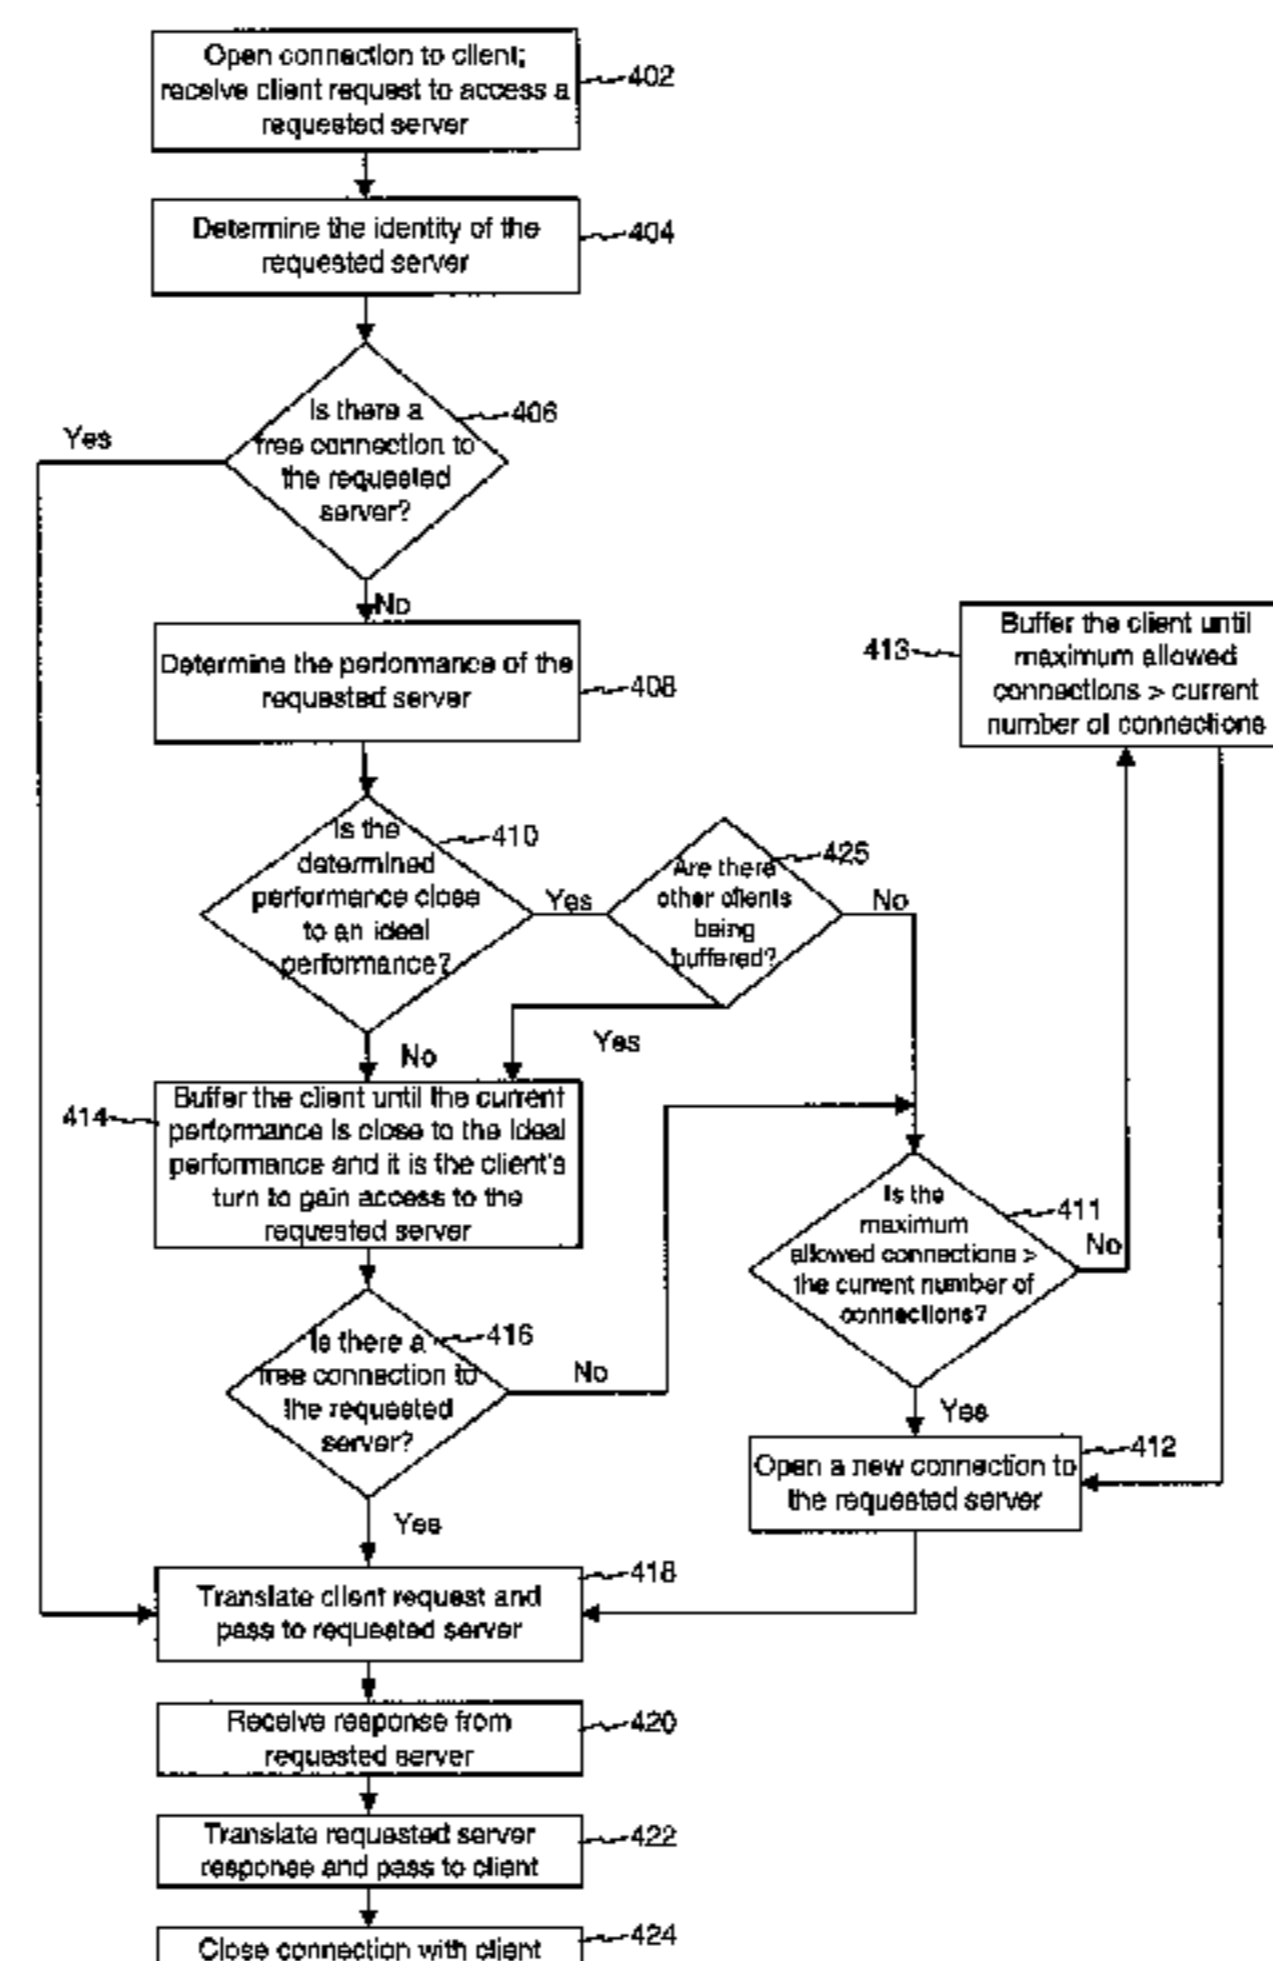 Open connection to client;
receive client request to access a
requested server
402
Determine the identity of the
requested server
404
Is there a
free connection to
the requested
server?
406
Yes
No
Determine the performance of the
requested server
408
Buffer the client until
maximum allowed
connections > current
number of connections
413
Is the
determined
performance close
to an ideal
performance?
410
Yes
Are there
other clients
being
buffered?
425
No
Yes
No
Buffer the client until the current
performance is close to the ideal
performance and it is the client's
turn to gain access to the
requested server
414
Is the
maximum
allowed connections >
the current number of
connections?
411
No
Is there a
free connection to
the requested
server?
416
No
Yes
Yes
Open a new connection to
the requested server
412
Translate client request and
pass to requested server
418
Receive response from
requested server
420
Translate requested server
response and pass to client
422
Close connection with client
424